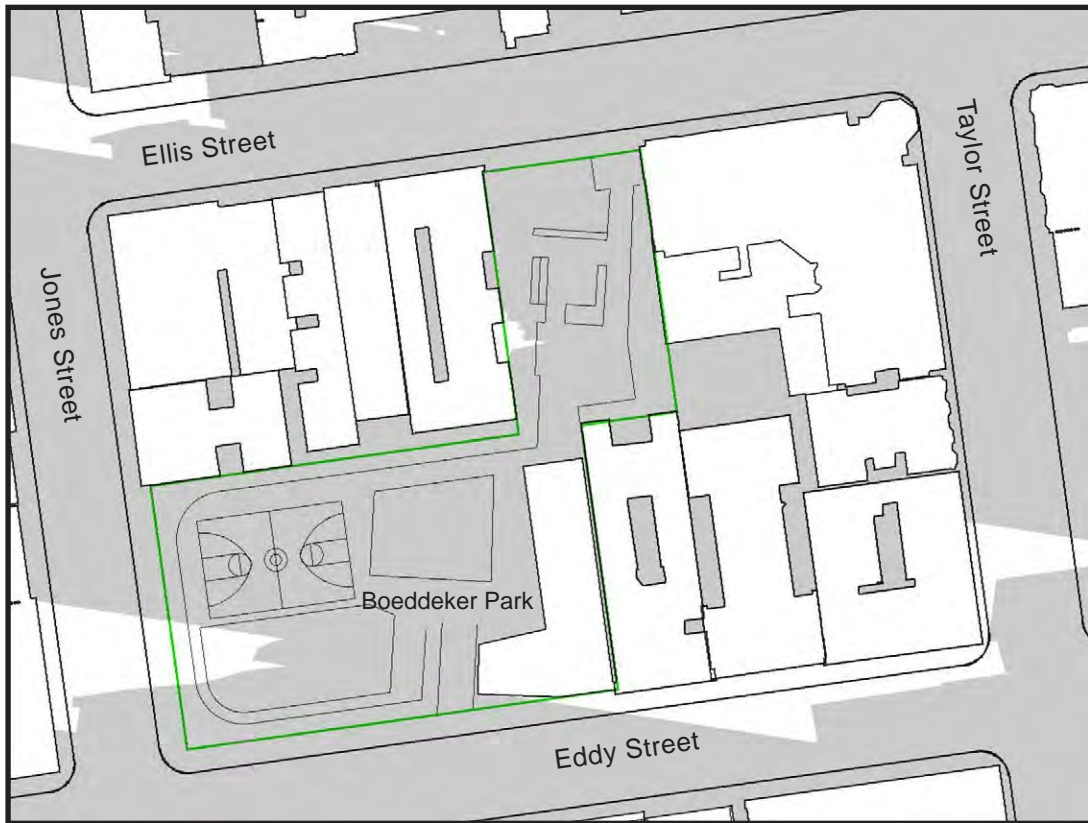 Ellis Street
Taylor Street
Jones Street
Boeddeker Park
Eddy Street